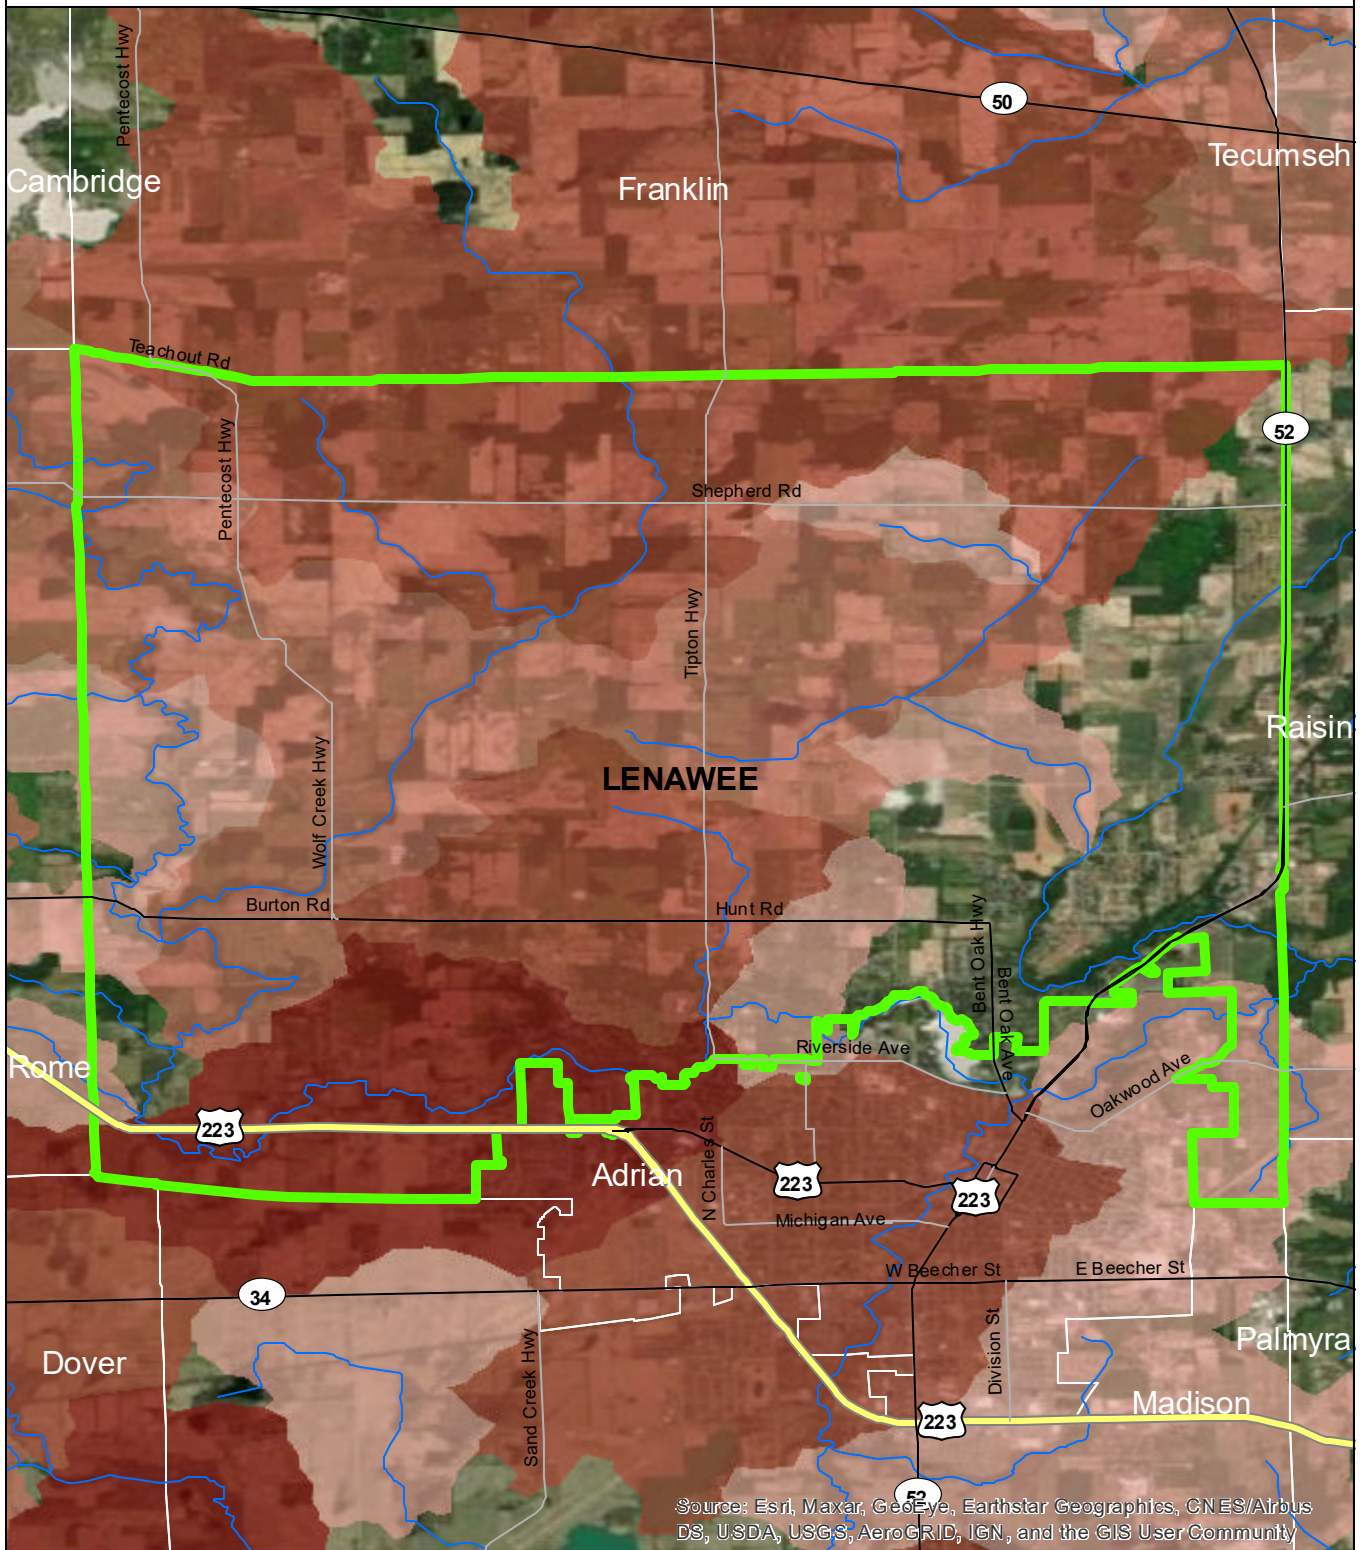 Pentecost Hwy
50
Tecumseh
Cambridge
Franklin
Teachout Rd
52
Pentecost Hwy
Shepherd Rd
Tipton Hwy
Raisin
LENAWEE
Wolf Creek Hwy
Burton Rd
Hunt Rd
Bent Oak Hwy
Bent Oak Ave
Riverside Ave
Rome
Oakwood Ave
223
N Charles St
Adrian
223
223
Michigan Ave
W Beecher St
E Beecher St
34
Division St
Palmyra
Dover
Sand Creek Hwy
Madison
223
52
Source: Esri, Maxar, GeoEye, Earthstar Geographics, CNES/Airbus
DS, USDA, USGS, AeroGRID, IGN, and the GIS User Community